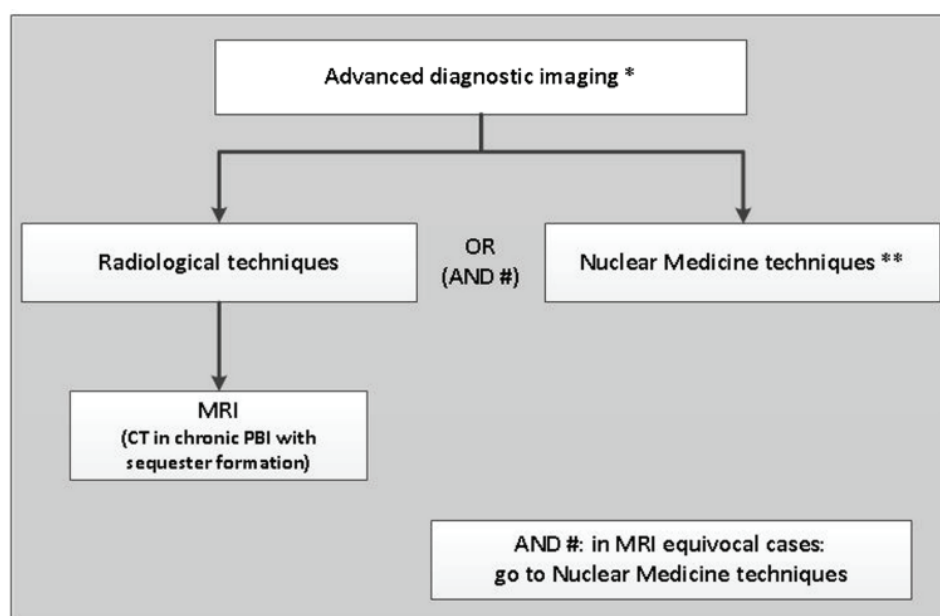 Advanced diagnostic imaging *
Radiological techniques
OR
(AND #)
Nuclear Medicine techniques **
MRI
(CT in chronic PBI with
sequester formation)
AND #: in MRI equivocal cases:
go to Nuclear Medicine techniques